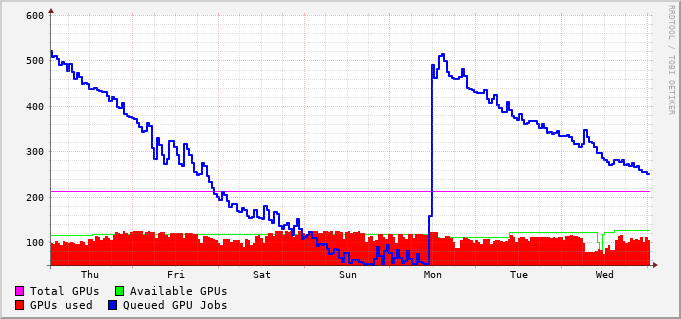 600
500
400
300
200
100
Thu Fri Sat Sun Mon Tue Wed
Total GPUs Available GPUs
GPUs used Queued GPU Jobs
RRDTOOL / TOBI OETIKER